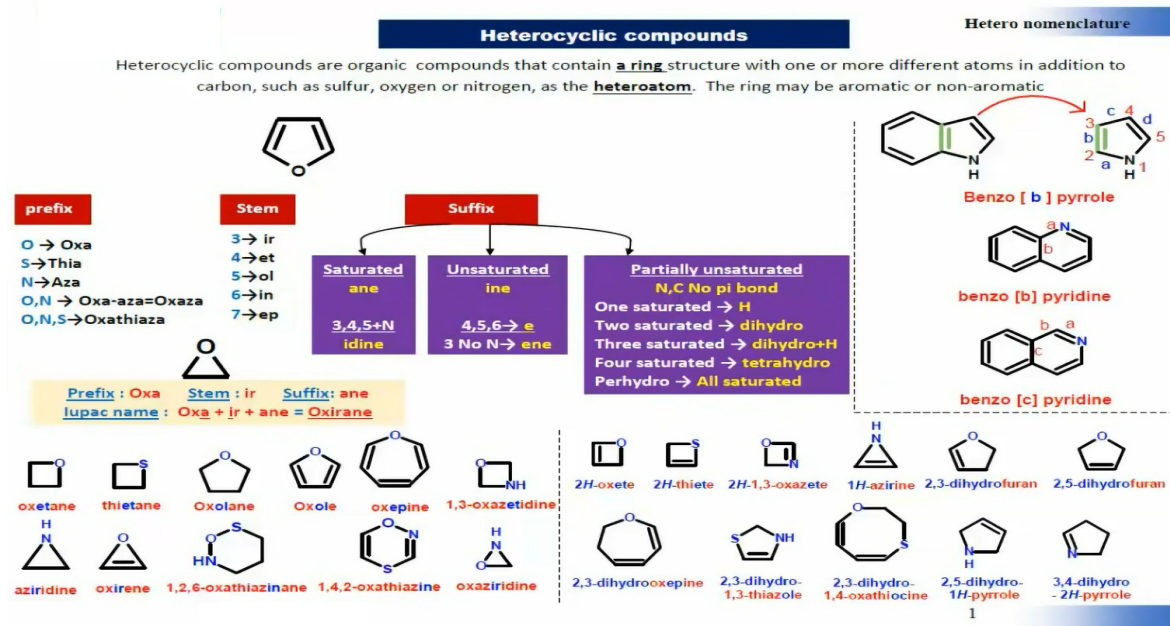 Hetero nomenclature
Heterocyclic compounds
Heterocyclic compounds are organic compounds that contain a ring structure with one or more different atoms in addition to
carbon, such as sulfur, oxygen or nitrogen, as the heteroatom. The ring may be aromatic or non-aromatic
O
prefix
O → Oxa
S→Thia
N→Aza
O,N → Oxa-aza=Oxaza
O,N,S→Oxathiaza
Stem
3→ ir
4→et
5→ol
6→in
7→ep
Suffix
Saturated
ane
3,4,5+N
idine
Unsaturated
ine
4,5,6→ e
3 No N→ ene
Partially unsaturated
N,C No pi bond
One saturated → H
Two saturated → dihydro
Three saturated → dihydro+H
Four saturated → tetrahydro
Perhydro → All saturated
O
Prefix : Oxa Stem : ir Suffix: ane
Iupac name : Oxa + ir + ane = Oxirane
N
H
c 4
3 d
b 5
2 a
N 1
H
Benzo [ b ] pyrrole
a N
b
benzo [b] pyridine
b a
N
c
benzo [c] pyridine
O
S
O
O
O
O
NH
oxetane thietane Oxolane Oxole oxepine 1,3-oxazetidine
H
N
O
S
O
HN
O
N
S
H
N
O
aziridine oxirene 1,2,6-oxathiazinane 1,4,2-oxathiazine oxaziridine
O
S
O
N
H
N
O
O
2H-oxete 2H-thiete 2H-1,3-oxazete 1H-azirine 2,3-dihydrofuran 2,5-dihydrofuran
O
S
NH
O
S
N
H
N
2,3-dihydrooxepine
2,3-dihydro-
1,3-thiazole
2,3-dihydro-
1,4-oxathiocine
2,5-dihydro-
1H-pyrrole
3,4-dihydro
- 2H-pyrrole
1